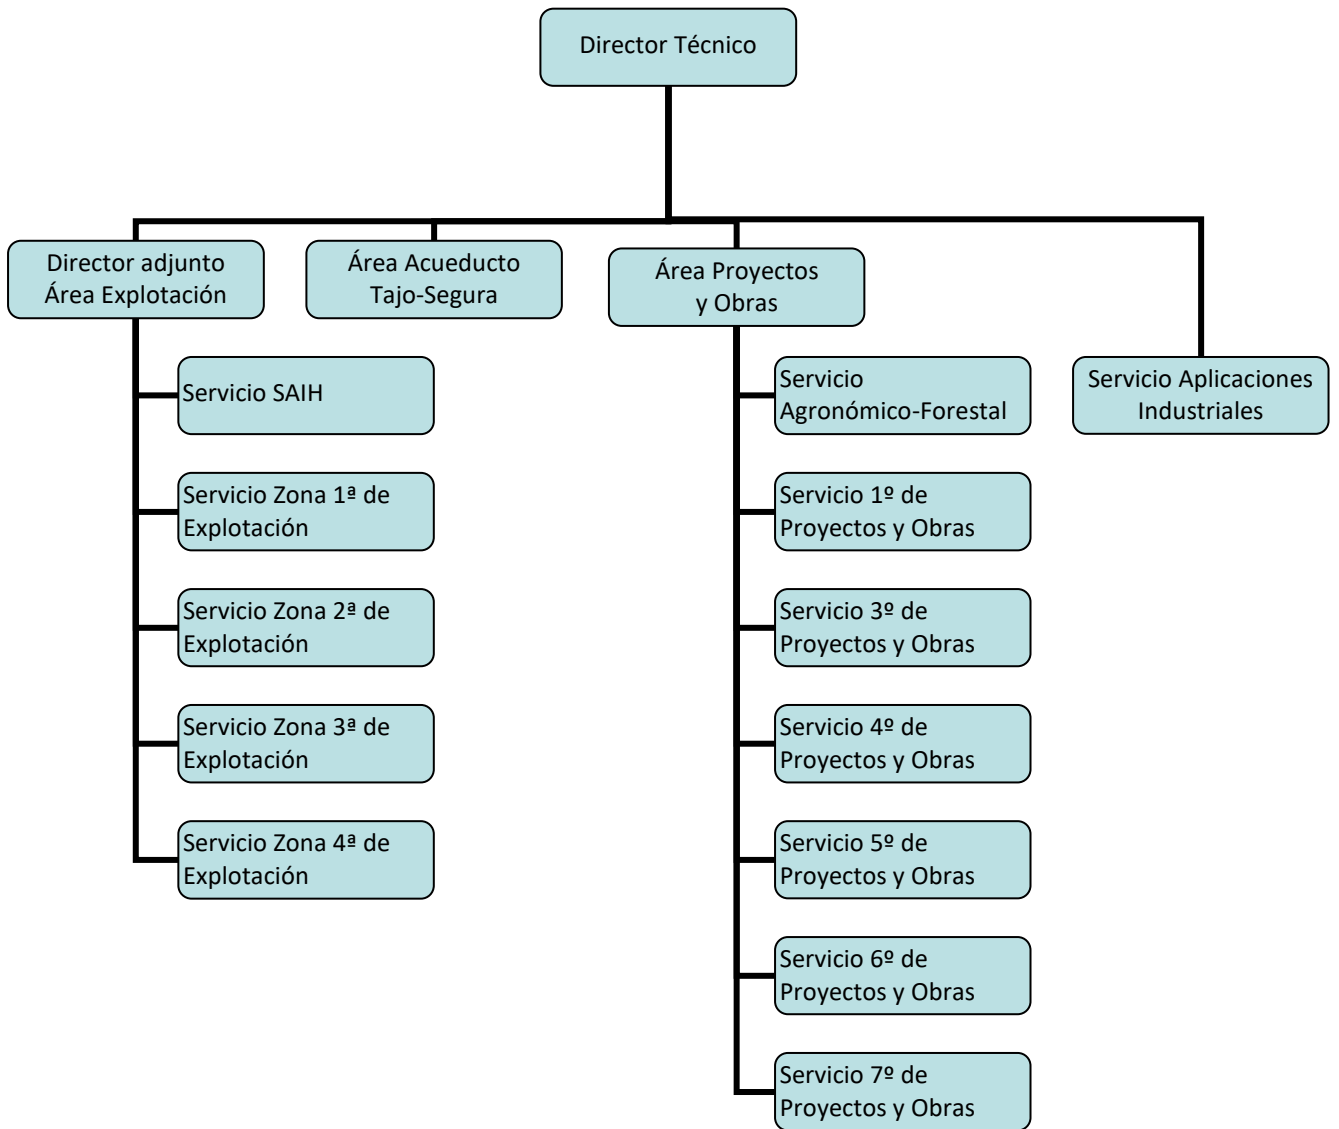 Director Técnico
Director adjunto
Área Explotación
Área Acueducto
Tajo-Segura
Área Proyectos
y Obras
Servicio Aplicaciones
Industriales
Servicio SAIH
Servicio Zona 1ª de
Explotación
Servicio Zona 2ª de
Explotación
Servicio Zona 3ª de
Explotación
Servicio Zona 4ª de
Explotación
Servicio
Agronómico-Forestal
Servicio 1º de
Proyectos y Obras
Servicio 3º de
Proyectos y Obras
Servicio 4º de
Proyectos y Obras
Servicio 5º de
Proyectos y Obras
Servicio 6º de
Proyectos y Obras
Servicio 7º de
Proyectos y Obras